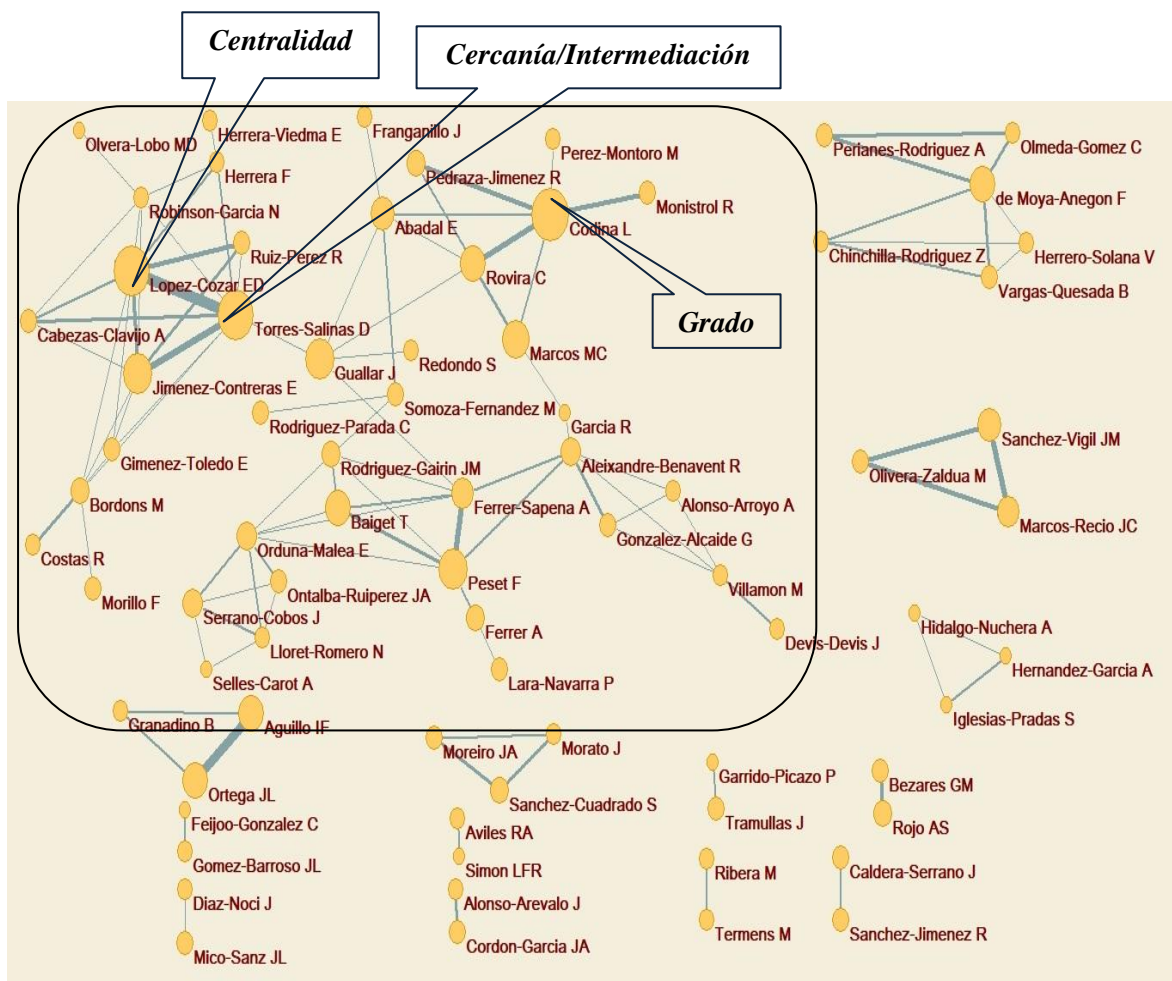 Centralidad
Cercanía/Intermediación
Grado
Olvera-Lobo MD
Herrera-Viedma E
Franganillo J
Herrera F
Perez-Montoro M
Pedraza-Jimenez R
Robinson-Garcia N
Monistrol R
Abadal E
Codina L
Ruiz-Perez R
Rovira C
Lopez-Cozar ED
Cabezas-Clavijo A
Torres-Salinas D
Marcos MC
Guallar J
Redondo S
Jimenez-Contreras E
Somoza-Fernandez M
Rodriguez-Parada C
Garcia R
Gimenez-Toledo E
Rodriguez-Gairin JM
Aleixandre-Benavent R
Bordons M
Ferrer-Sapena A
Alonso-Arroyo A
Baiget T
Gonzalez-Alcaide G
Costas R
Orduna-Malea E
Peset F
Villamon M
Morillo F
Ontalba-Ruiperez JA
Serrano-Cobos J
Ferrer A
Devis-Devis J
Lloret-Romero N
Selles-Carot A
Lara-Navarra P
Perianes-Rodriguez A
Olmeda-Gomez C
de Moya-Anegon F
Chinchilla-Rodriguez Z
Herrero-Solana V
Vargas-Quesada B
Sanchez-Vigil JM
Olivera-Zaldua M
Marcos-Recio JC
Hidalgo-Nuchera A
Hernandez-Garcia A
Iglesias-Pradas S
Granadino B
Aguillo IF
Ortega JL
Moreiro JA
Morato J
Sanchez-Cuadrado S
Garrido-Picazo P
Tramullas J
Bezares GM
Rojo AS
Feijoo-Gonzalez C
Gomez-Barroso JL
Aviles RA
Simon LFR
Ribera M
Termens M
Caldera-Serrano J
Sanchez-Jimenez R
Diaz-Noci J
Mico-Sanz JL
Alonso-Arevalo J
Cordon-Garcia JA